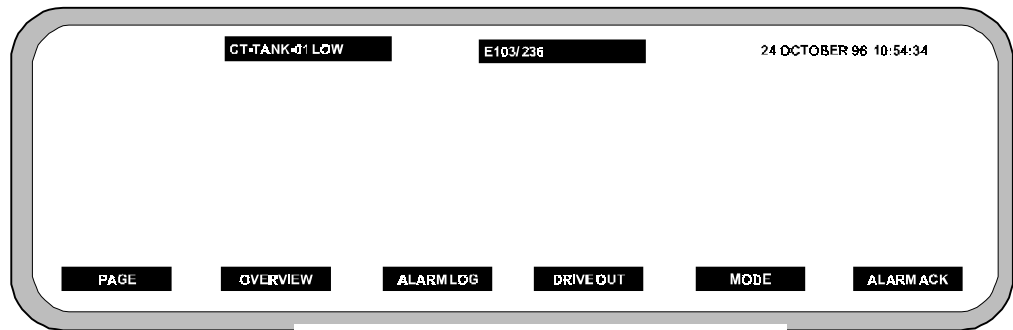 CT-TANK-01 LOW E103/236 24 OCTOBER 96 10:54:34
PAGE OVERVIEW ALARM LOG DRIVE OUT MODE ALARM ACK